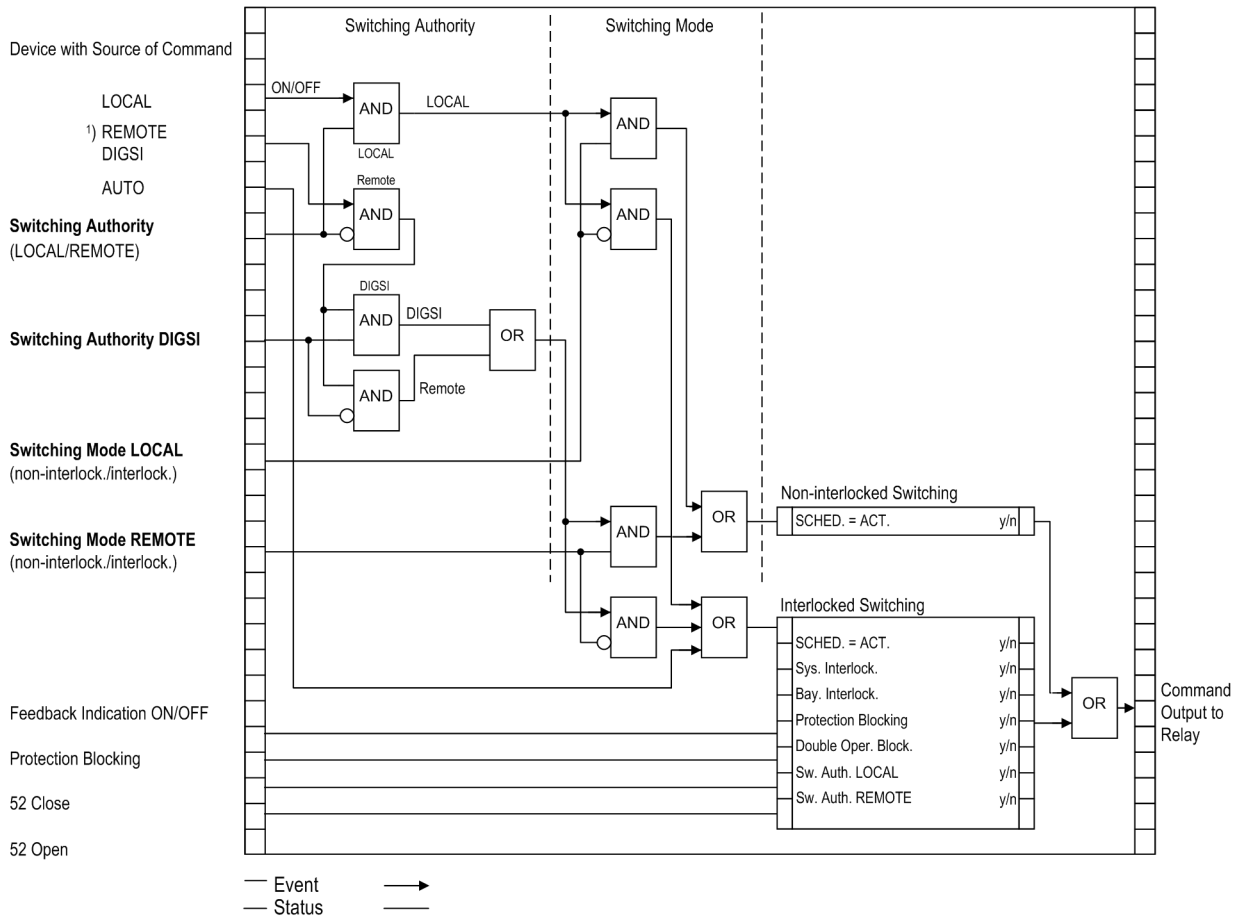 Switching Authority
Switching Mode
Device with Source of Command
ON/OFF
LOCAL
AND
LOCAL
AND
¹) REMOTE
DIGSI
LOCAL
AUTO
Remote
AND
AND
Switching Authority
(LOCAL/REMOTE)
DIGSI
Switching Authority DIGSI
AND
DIGSI
OR
AND
Remote
Switching Mode LOCAL
(non-interlock./interlock.)
Switching Mode REMOTE
(non-interlock./interlock.)
AND
OR
Non-interlocked Switching
SCHED. = ACT. y/n
AND
OR
Interlocked Switching
SCHED. = ACT. y/n
Sys. Interlock. y/n
Bay. Interlock. y/n
Protection Blocking y/n
Double Oper. Block. y/n
Sw. Auth. LOCAL y/n
Sw. Auth. REMOTE y/n
OR
Command
Output to
Relay
Feedback Indication ON/OFF
Protection Blocking
52 Close
52 Open
Event
Status